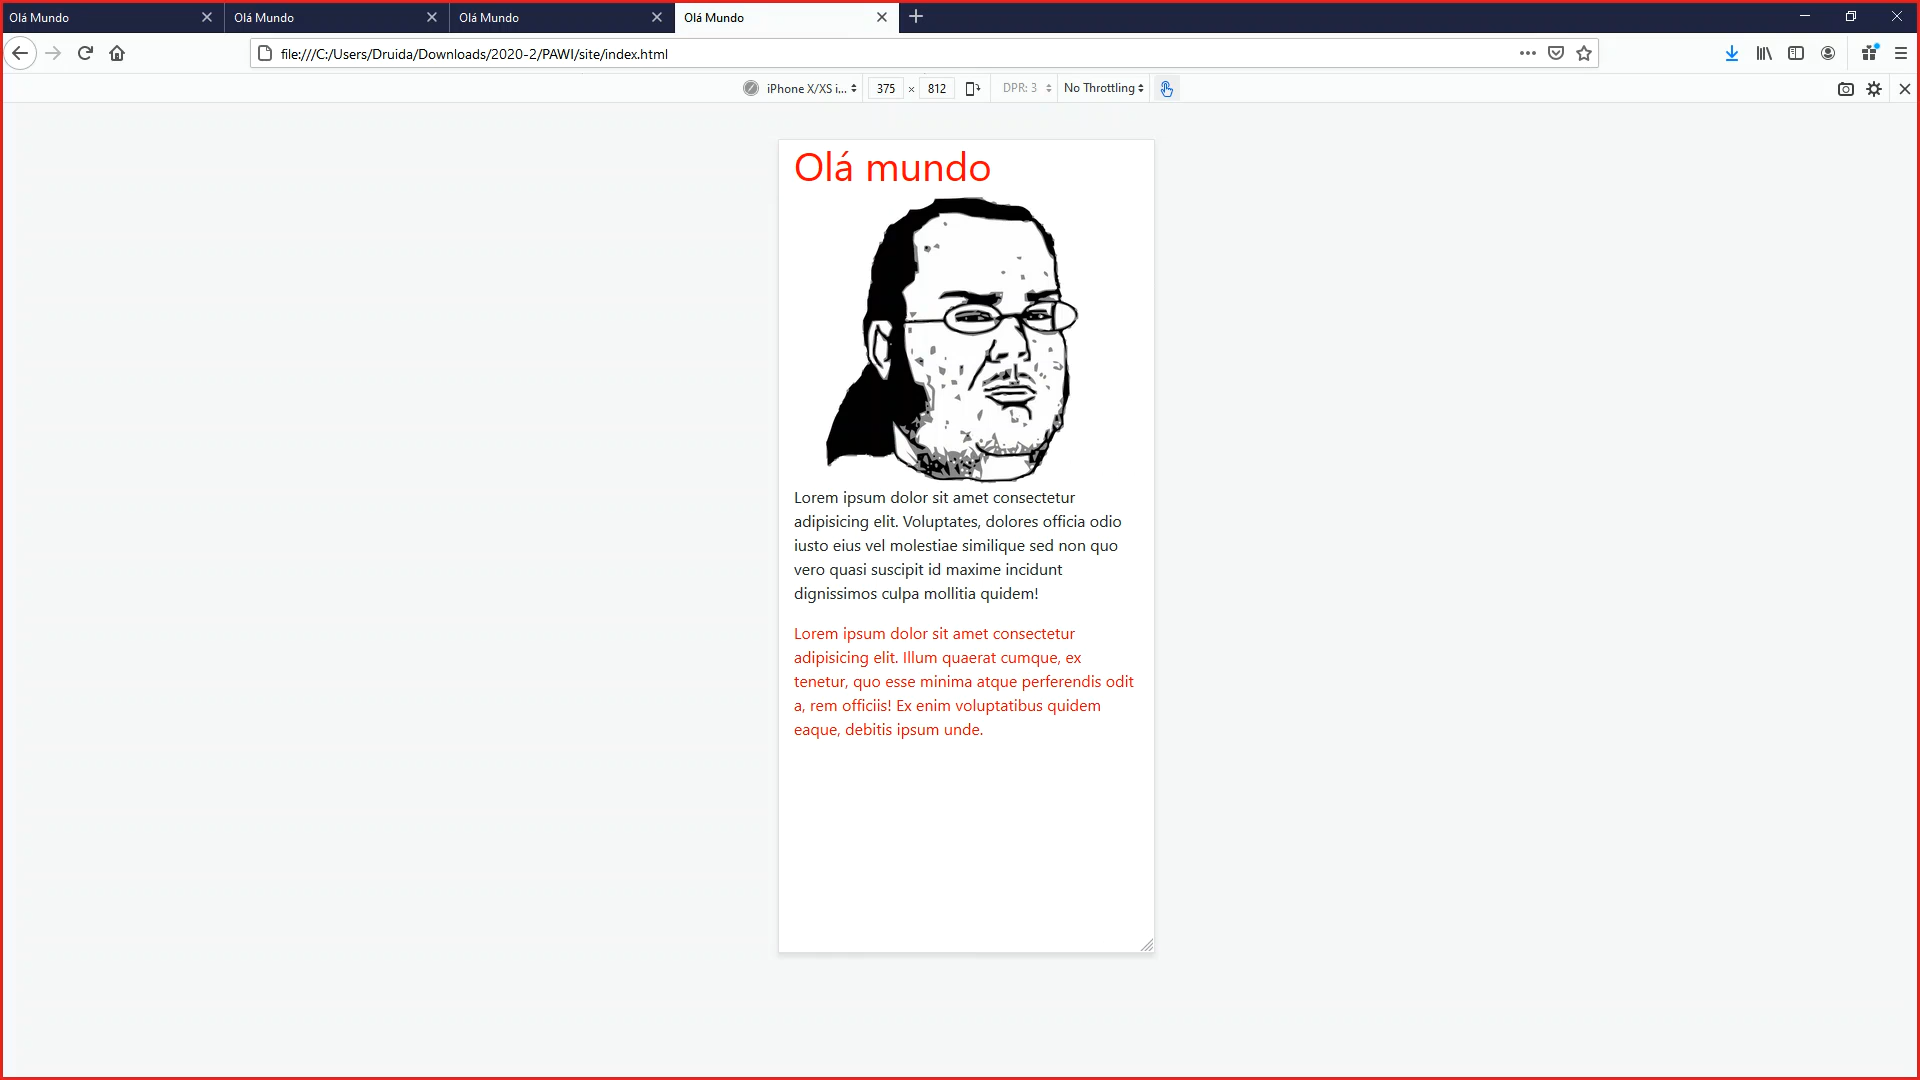 Olá Mundo
Olá Mundo
Olá Mundo
Olá Mundo
file:///C:/Users/Druida/Downloads/2020-2/PAWI/site/index.html
iPhone X/XS i... 375 × 812 DPR: 3 No Throttling
Olá mundo
Lorem ipsum dolor sit amet consectetur
adipisicing elit. Voluptates, dolores officia odio
iusto eius vel molestiae similique sed non quo
vero quasi suscipit id maxime incidunt
dignissimos culpa mollitia quidem!
Lorem ipsum dolor sit amet consectetur
adipisicing elit. Illum quaerat cumque, ex
tenetur, quo esse minima atque perferendis odit
a, rem officiis! Ex enim voluptatibus quidem
eaque, debitis ipsum unde.